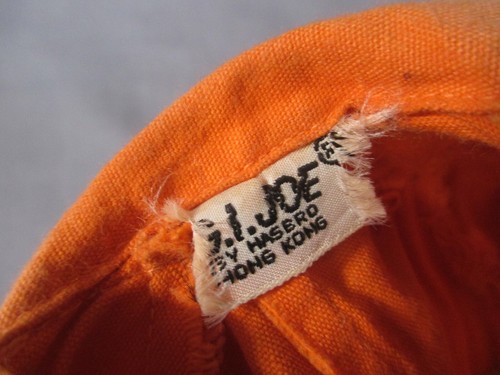 G.I. JOE ®
BY HASBRO
HONG KONG